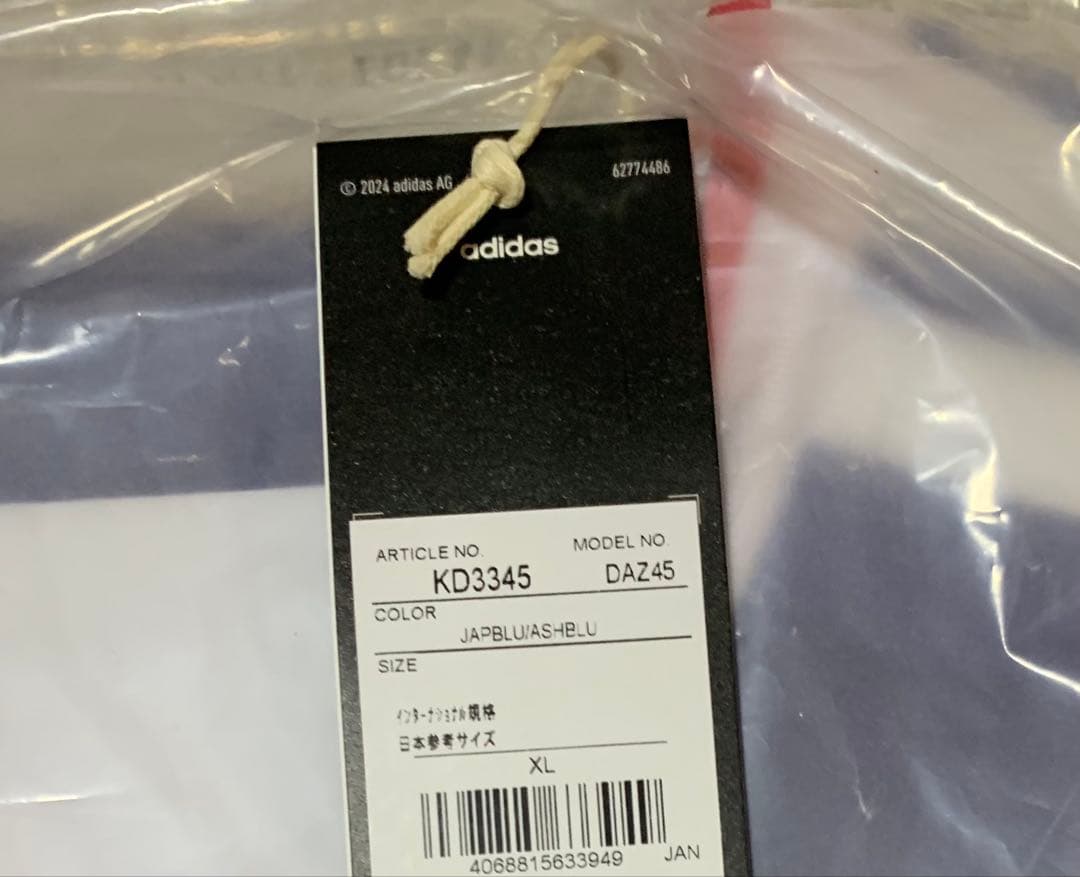 © 2024 adidas AG
62774486
adidas
ARTICLE NO.
MODEL NO.
KD3345
DAZ45
COLOR
JAPBLU/ASHBLU
SIZE
インターナショナル規格
日本参考サイズ
XL
4068815633949
JAN